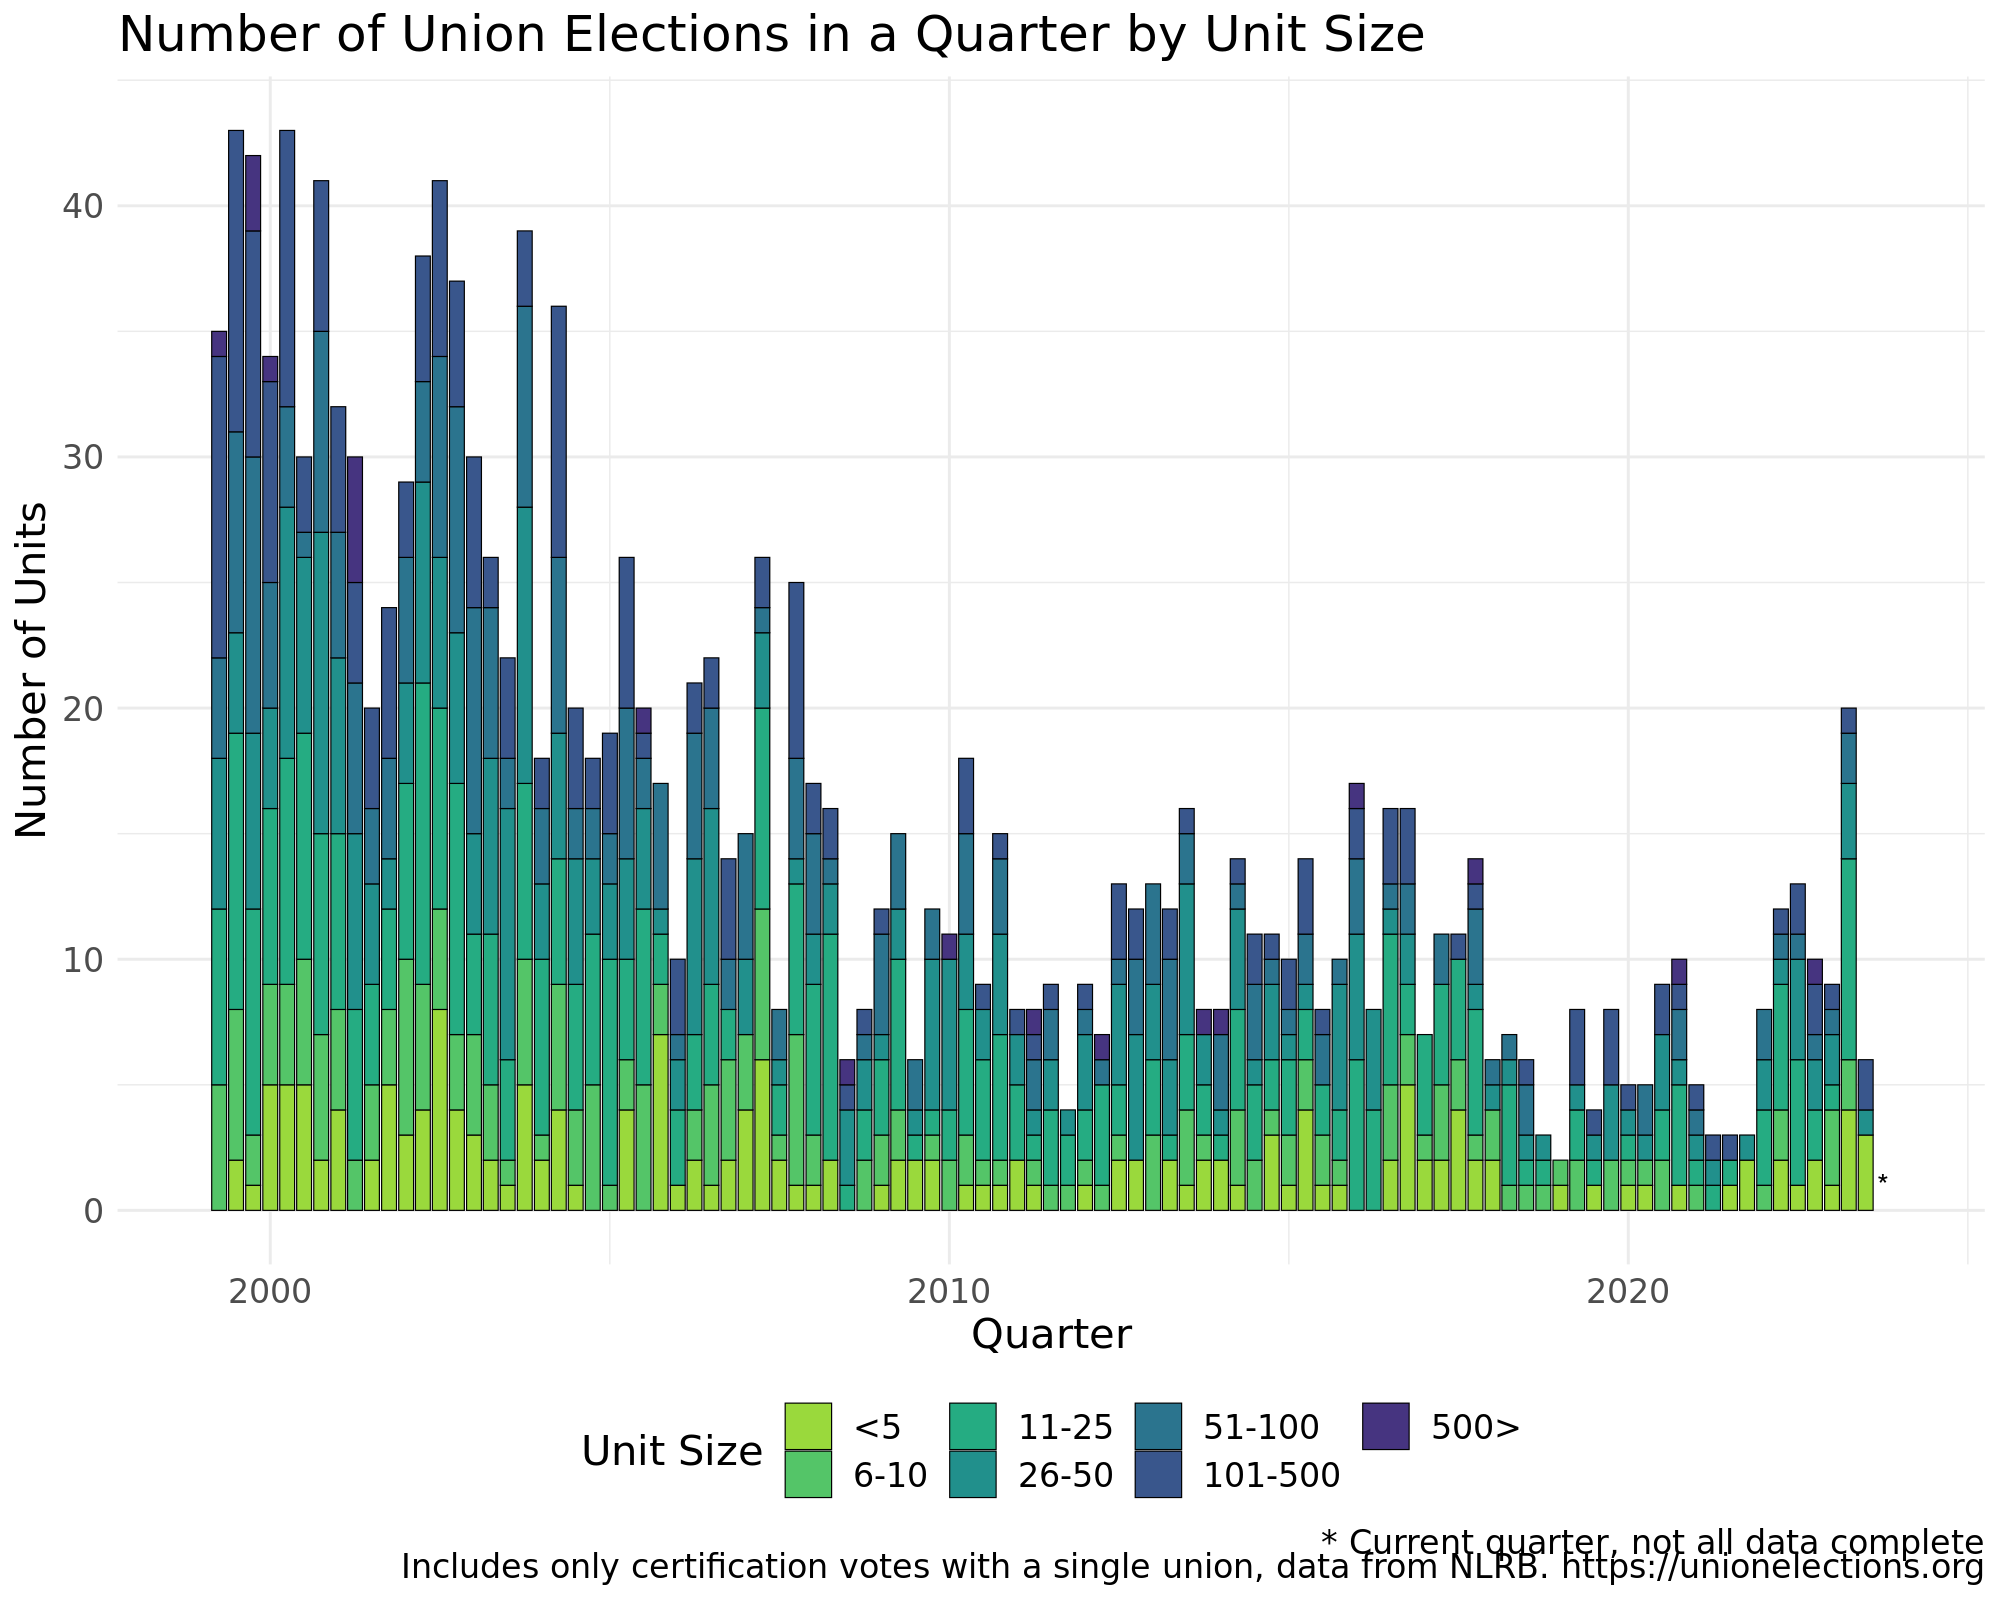 Number of Union Elections in a Quarter by Unit Size
Number of Units
40
30
20
10
0
*
2000
2010
2020
Quarter
Unit Size
<5
11-25
51-100
500>
6-10
26-50
101-500
* Current quarter, not all data complete
Includes only certification votes with a single union, data from NLRB. https://unionelections.org